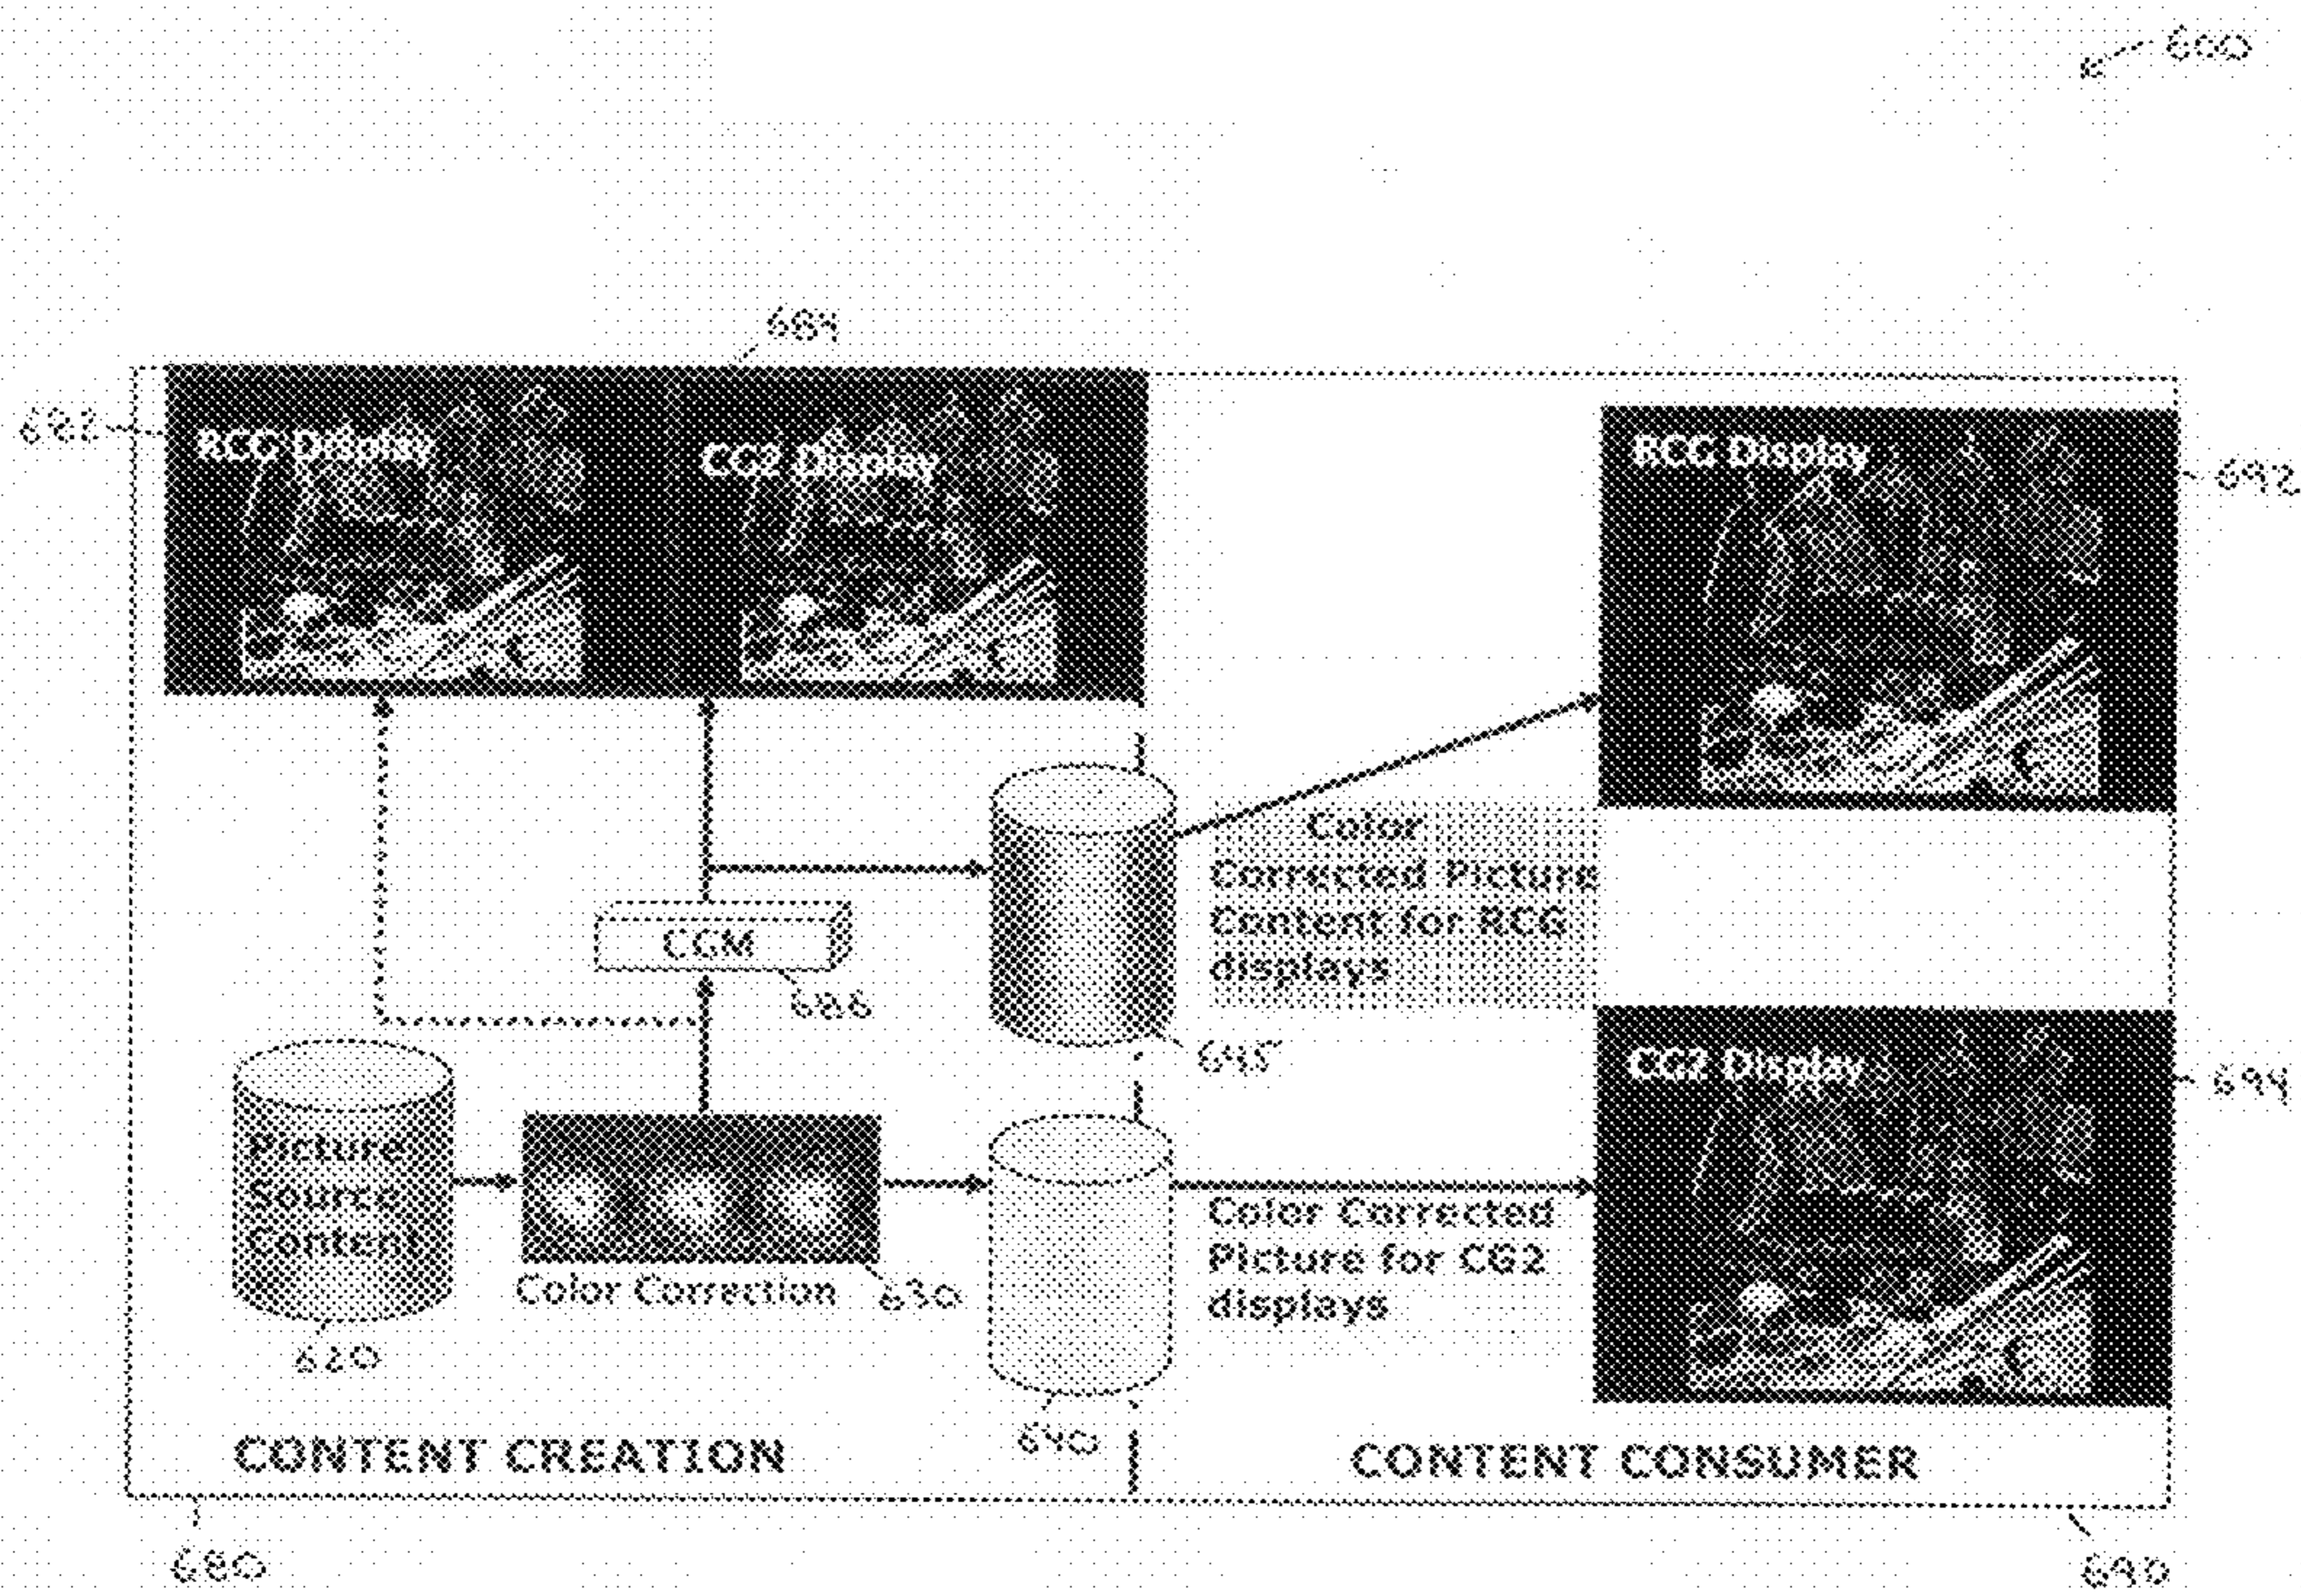 600
684
682
RCG Display
CG2 Display
RCG Display
692
Color
Corrected Picture
Content for RCG
displays
CGM
686
645
CG2 Display
694
Picture
Source
Content
Color Corrected
Picture for CG2
displays
Color Correction
630
620
640
CONTENT CREATION
CONTENT CONSUMER
680
690